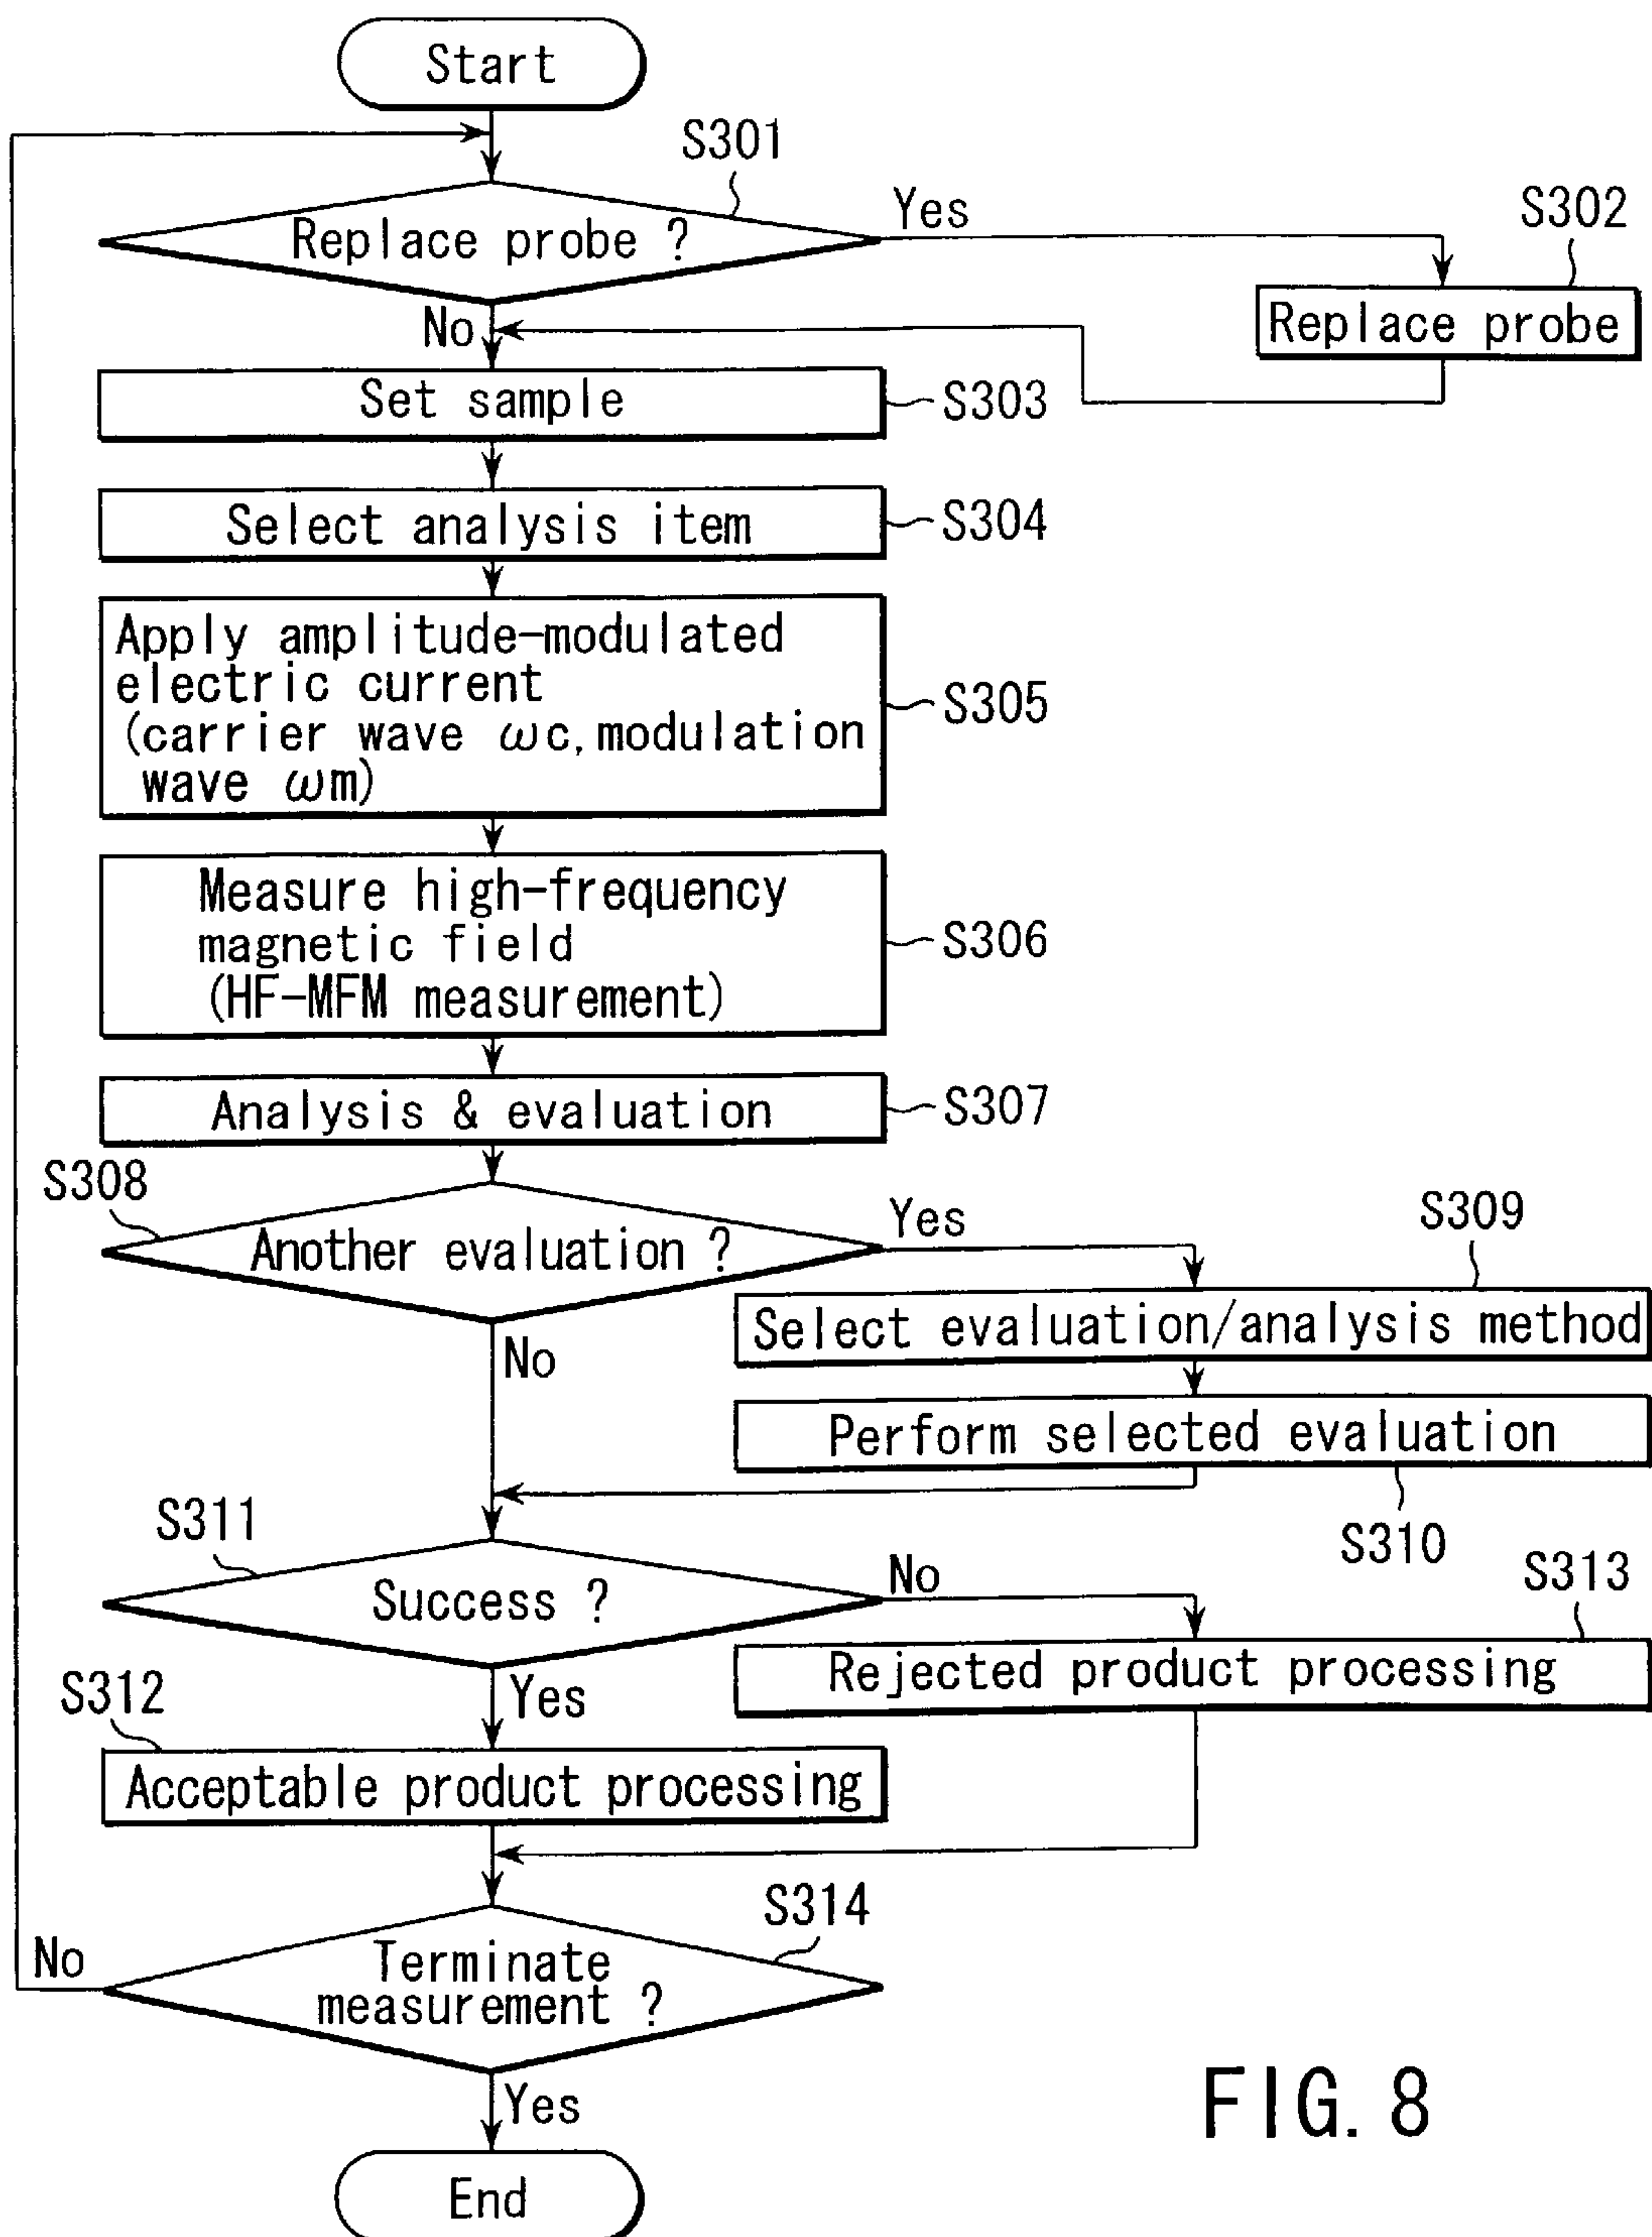 Start
S301
Replace probe ?
Yes
S302
Replace probe
No
Set sample
S303
Select analysis item
S304
Apply amplitude-modulated
electric current
(carrier wave ωc, modulation
wave ωm)
S305
Measure high-frequency
magnetic field
(HF-MFM measurement)
S306
Analysis & evaluation
S307
S308
Another evaluation ?
Yes
S309
Select evaluation/analysis method
No
Perform selected evaluation
S310
S311
Success ?
No
S313
Rejected product processing
Yes
S312
Acceptable product processing
S314
Terminate
measurement ?
No
Yes
End
FIG. 8